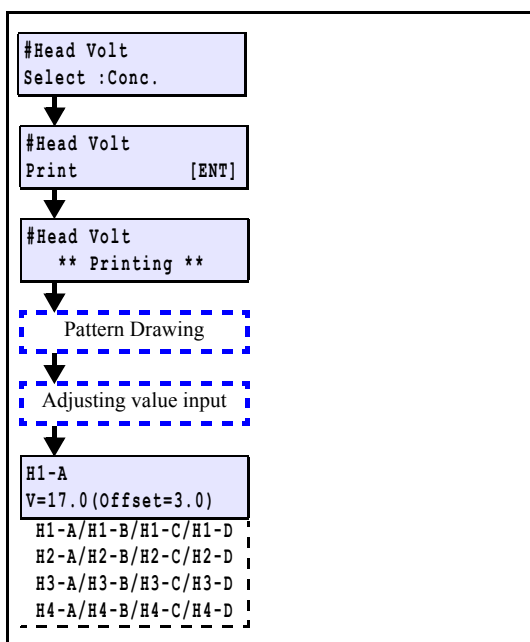 #Head Volt
Select :Conc.
#Head Volt
Print [ENT]
#Head Volt
** Printing **
Pattern Drawing
Adjusting value input
H1-A
V=17.0(Offset=3.0)
H1-A/H1-B/H1-C/H1-D
H2-A/H2-B/H2-C/H2-D
H3-A/H3-B/H3-C/H3-D
H4-A/H4-B/H4-C/H4-D